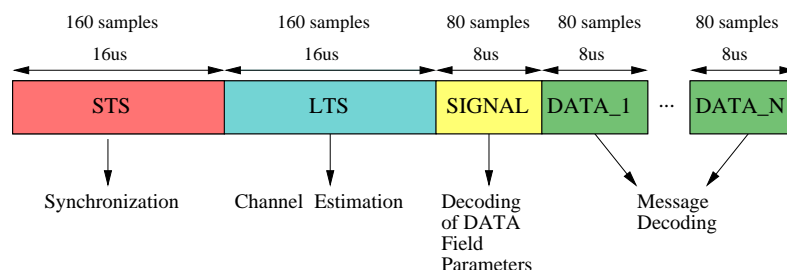 160 samples 160 samples 80 samples 80 samples 80 samples
16us 16us 8us 8us 8us
STS LTS SIGNAL DATA_1 ... DATA_N
Synchronization Channel Estimation Decoding Message
of DATA Decoding
Field
Parameters